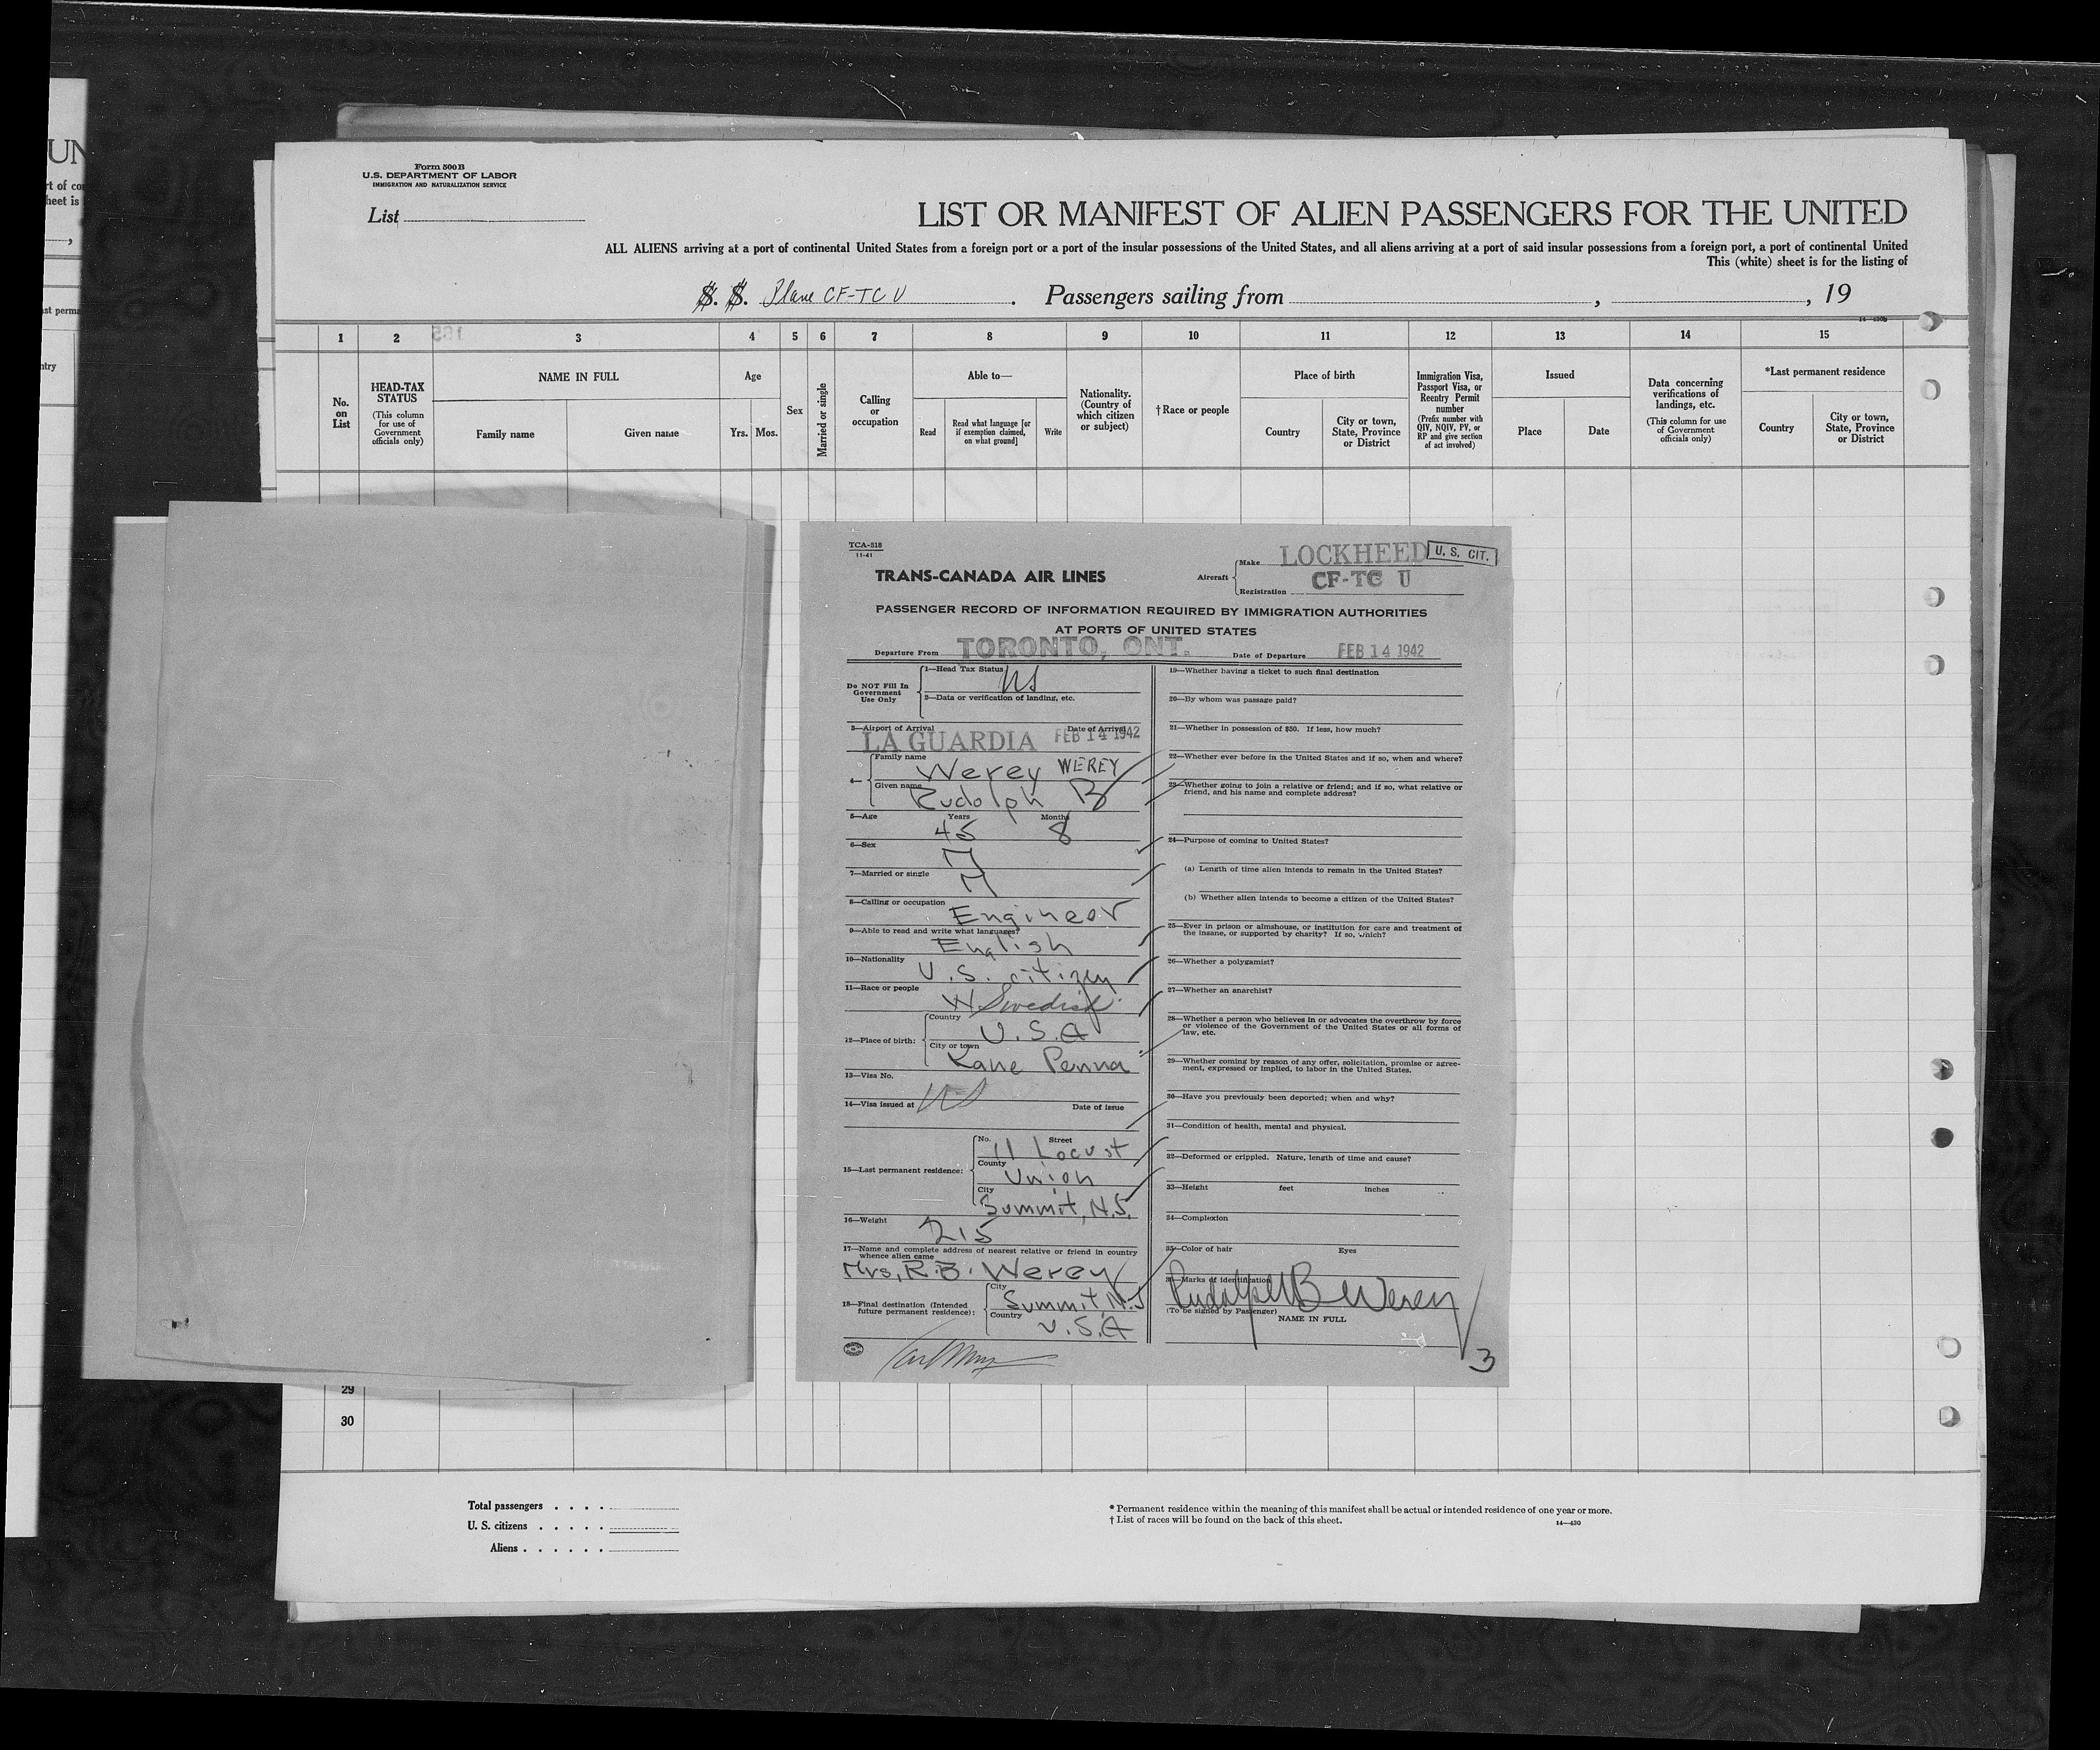 UN
rt of co
heet is
st perma
ntry
Form 500 B
U.S. DEPARTMENT OF LABOR
IMMIGRATION AND NATURALIZATION SERVICE
List
LIST OR MANIFEST OF ALIEN PASSENGERS FOR THE UNITED
ALL ALIENS arriving at a port of continental United States from a foreign port or a port of the insular possessions of the United States, and all aliens arriving at a port of said insular possessions from a foreign port, a port of continental United
This (white) sheet is for the listing of
S. S. Plane CF-TC U . Passengers sailing from , , 19
1 2 3 4 5 6 7 8 9 10 11 12 13 14 15
No. on List
HEAD-TAX STATUS
(This column for use of Government officials only)
NAME IN FULL
Family name Given name
Age
Yrs. Mos.
Sex
Married or single
Calling or occupation
Able to—
Read
Read what language [or if exemption claimed, on what ground]
Write
Nationality. (Country of which citizen or subject)
†Race or people
Place of birth
Country
City or town, State, Province or District
Immigration Visa, Passport Visa, or Reentry Permit number
(Prefix number with QIV, NQIV, PV, or RP and give section of act involved)
Issued
Place Date
Data concerning verifications of landings, etc.
(This column for use of Government officials only)
*Last permanent residence
Country
City or town, State, Province or District
TCA-518
11-41
TRANS-CANADA AIR LINES
Aircraft
Make LOCKHEED
U. S. CIT.
Registration CF-TC U
PASSENGER RECORD OF INFORMATION REQUIRED BY IMMIGRATION AUTHORITIES
AT PORTS OF UNITED STATES
Departure From TORONTO, ONT. Date of Departure FEB 14 1942
Do NOT Fill In Government Use Only
1—Head Tax Status US
2—Data or verification of landing, etc.
3—Airport of Arrival Date of Arrival
LA GUARDIA FEB 14 1942
4—
Family name Werey WEREY
Given name Rudolph B
5—Age Years 45 Months 8
6—Sex M
7—Married or single M
8—Calling or occupation Engineer
9—Able to read and write what languages? English
10—Nationality U.S. citizen
11—Race or people W. Swedish
12—Place of birth:
Country U.S.A
City or town Kane Penna
13—Visa No.
14—Visa issued at US Date of issue
15—Last permanent residence:
No. Street 11 Locust
County Union
City Summit, N.J.
16—Weight 215
17—Name and complete address of nearest relative or friend in country
whence alien came
Mrs, R.B. Werey
18—Final destination (Intended future permanent residence):
City Summit, N.J
Country U.S.A
19—Whether having a ticket to such final destination
20—By whom was passage paid?
21—Whether in possession of $50. If less, how much?
22—Whether ever before in the United States and if so, when and where?
23—Whether going to join a relative or friend; and if so, what relative or
friend, and his name and complete address?
24—Purpose of coming to United States?
(a) Length of time alien intends to remain in the United States?
(b) Whether alien intends to become a citizen of the United States?
25—Ever in prison or almshouse, or institution for care and treatment of
the insane, or supported by charity? If so, which?
26—Whether a polygamist?
27—Whether an anarchist?
28—Whether a person who believes in or advocates the overthrow by force
or violence of the Government of the United States or all forms of
law, etc.
29—Whether coming by reason of any offer, solicitation, promise or agree-
ment, expressed or implied, to labor in the United States.
30—Have you previously been deported; when and why?
31—Condition of health, mental and physical.
32—Deformed or crippled. Nature, length of time and cause?
33—Height feet inches
34—Complexion
35—Color of hair Eyes
36—Marks of identification
Rudolph B Werey
(To be signed by Passenger)
NAME IN FULL
3
29
30
Total passengers . . . .
U. S. citizens . . . . .
Aliens . . . . . .
* Permanent residence within the meaning of this manifest shall be actual or intended residence of one year or more.
† List of races will be found on the back of this sheet.
14—430